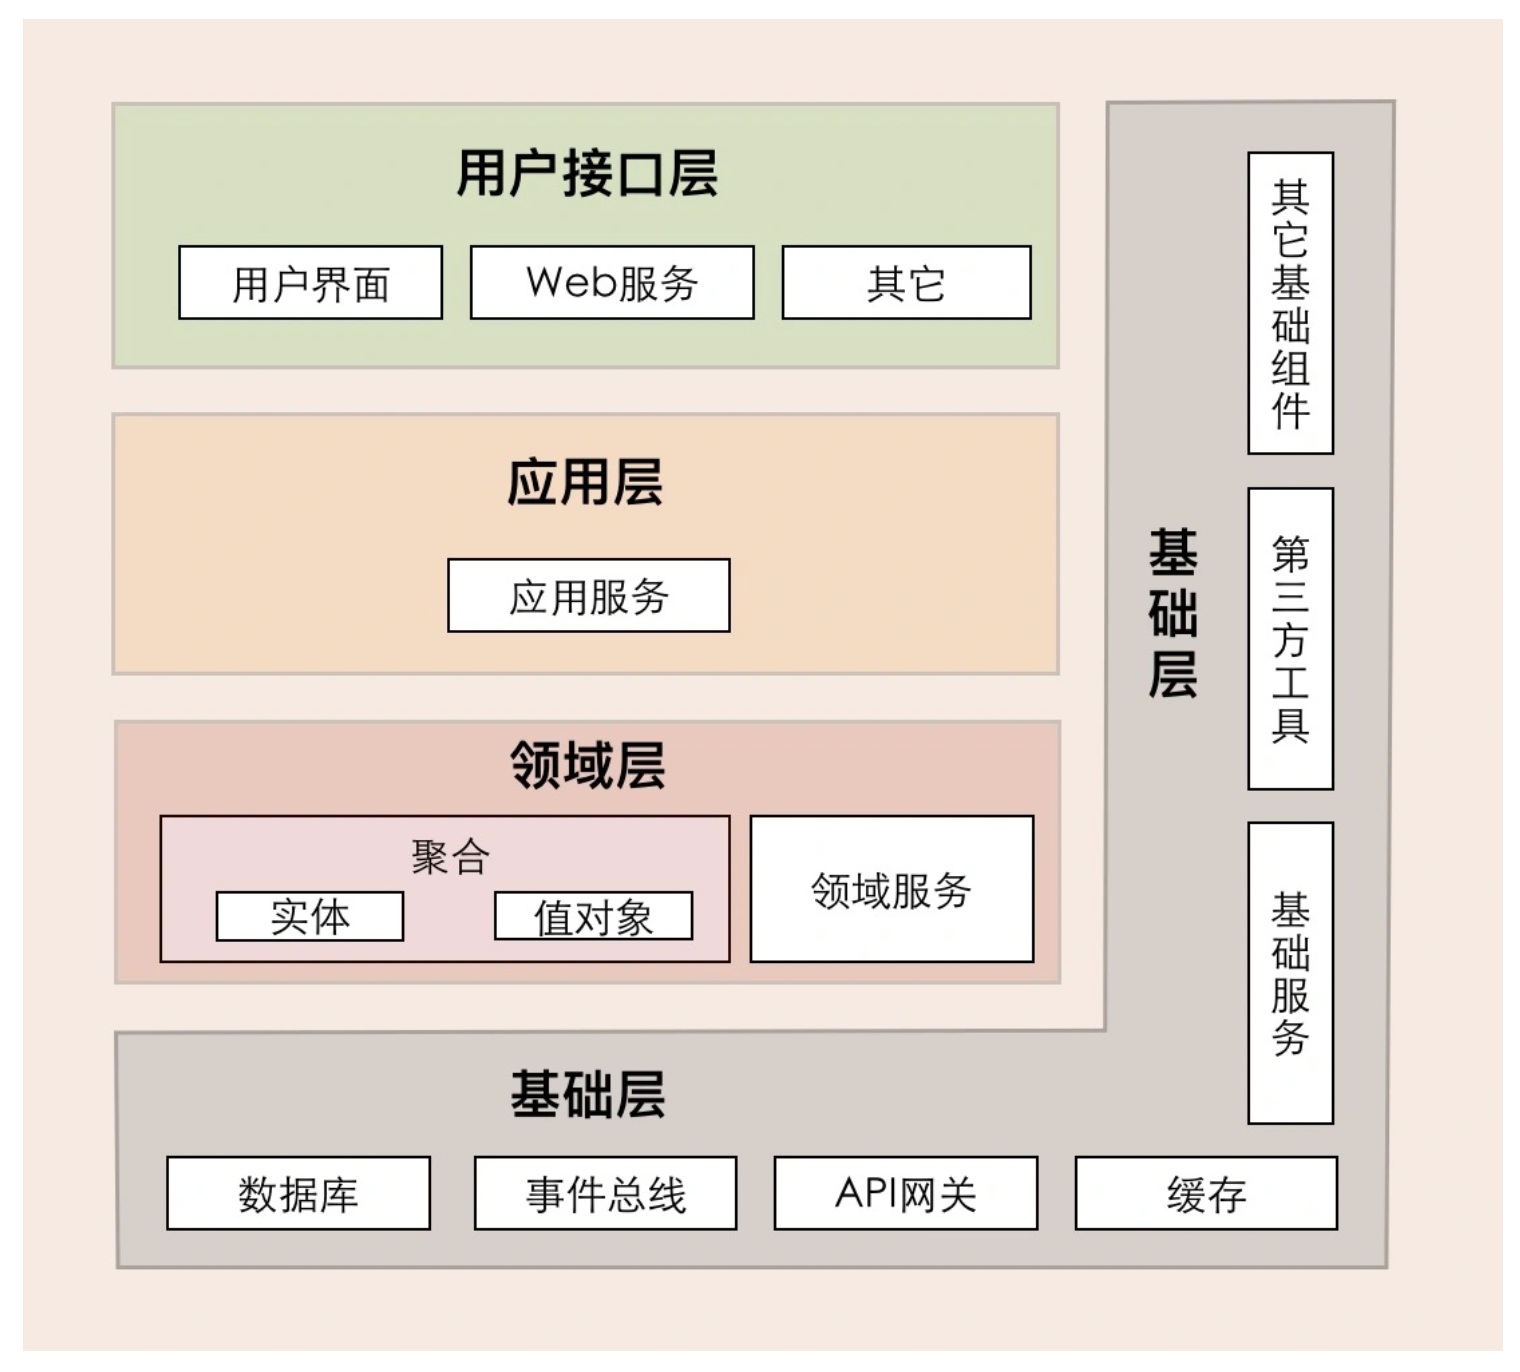 用户接口层
用户界面
Web服务
其它
应用层
应用服务
领域层
聚合
实体
值对象
领域服务
基础层
其它基础组件
第三方工具
基础服务
基础层
数据库
事件总线
API网关
缓存